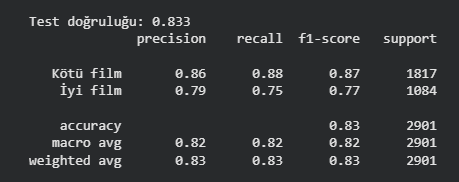 Test doğruluğu: 0.833
precision recall f1-score support
Kötü film 0.86 0.88 0.87 1817
İyi film 0.79 0.75 0.77 1084
accuracy 0.83 2901
macro avg 0.82 0.82 0.82 2901
weighted avg 0.83 0.83 0.83 2901